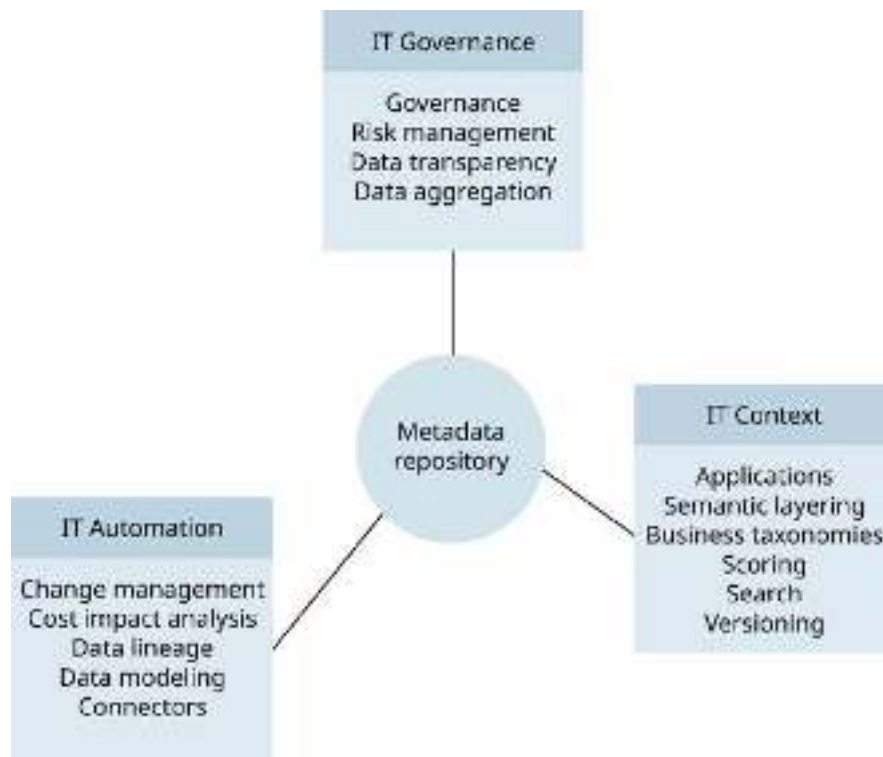 IT Governance
Governance
Risk management
Data transparency
Data aggregation
Metadata
repository
IT Context
Applications
Semantic layering
Business taxonomies
Scoring
Search
Versioning
IT Automation
Change management
Cost impact analysis
Data lineage
Data modeling
Connectors